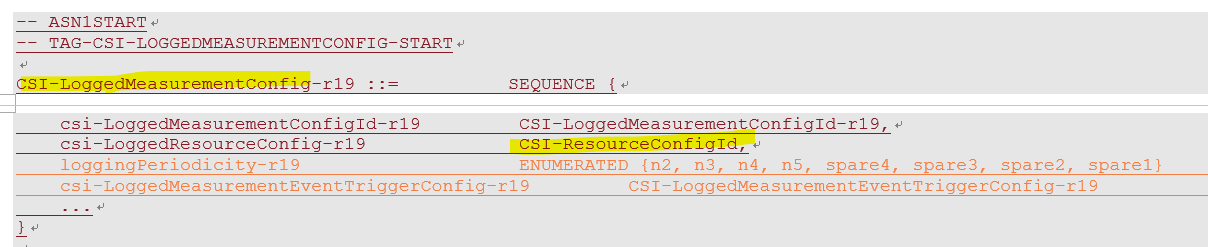 -- ASN1START
-- TAG-CSI-LOGGEDMEASUREMENTCONFIG-START
CSI-LoggedMeasurementConfig-r19 ::= SEQUENCE {
csi-LoggedMeasurementConfigId-r19 CSI-LoggedMeasurementConfigId-r19,
csi-LoggedResourceConfig-r19 CSI-ResourceConfigId,
loggingPeriodicity-r19 ENUMERATED {n2, n3, n4, n5, spare4, spare3, spare2, spare1}
csi-LoggedMeasurementEventTriggerConfig-r19 CSI-LoggedMeasurementEventTriggerConfig-r19
...
}